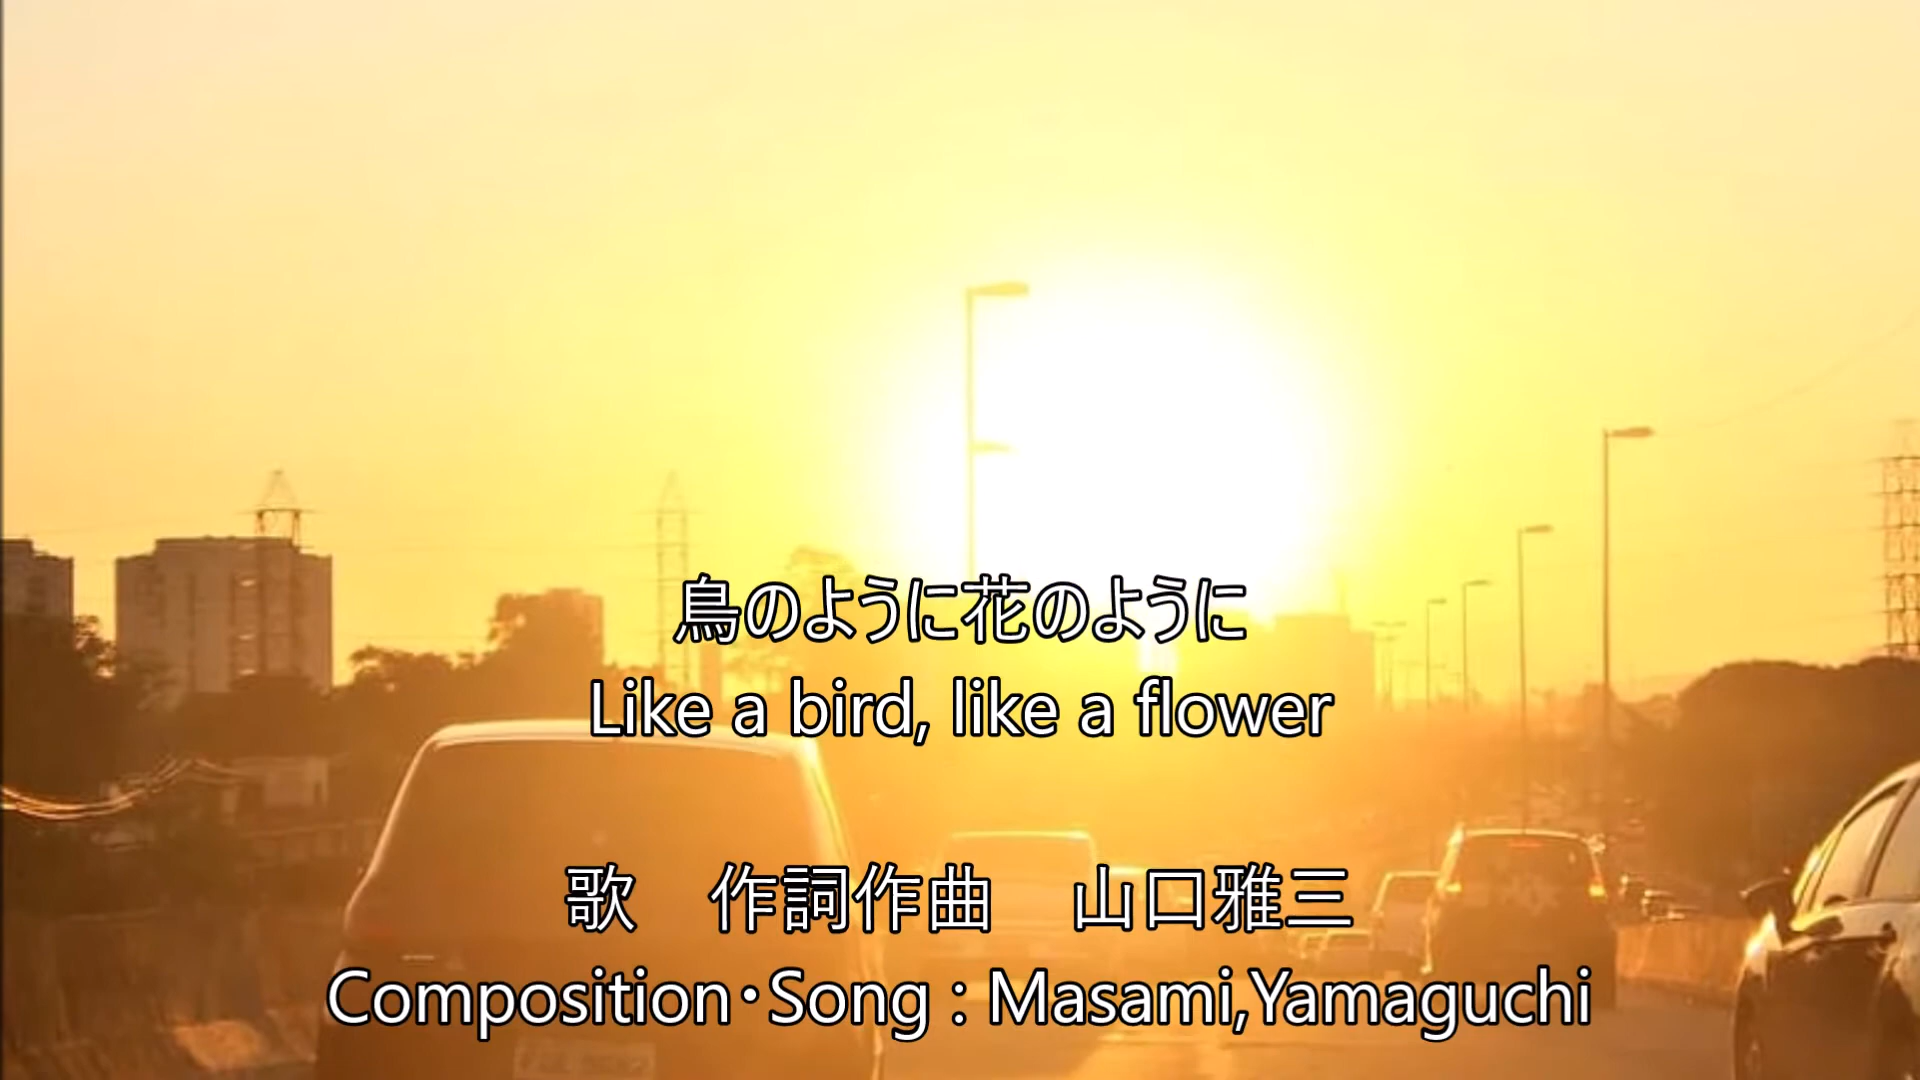 鳥のように花のように
Like a bird, like a flower
歌　作詞作曲　山口雅三
Composition･Song : Masami,Yamaguchi